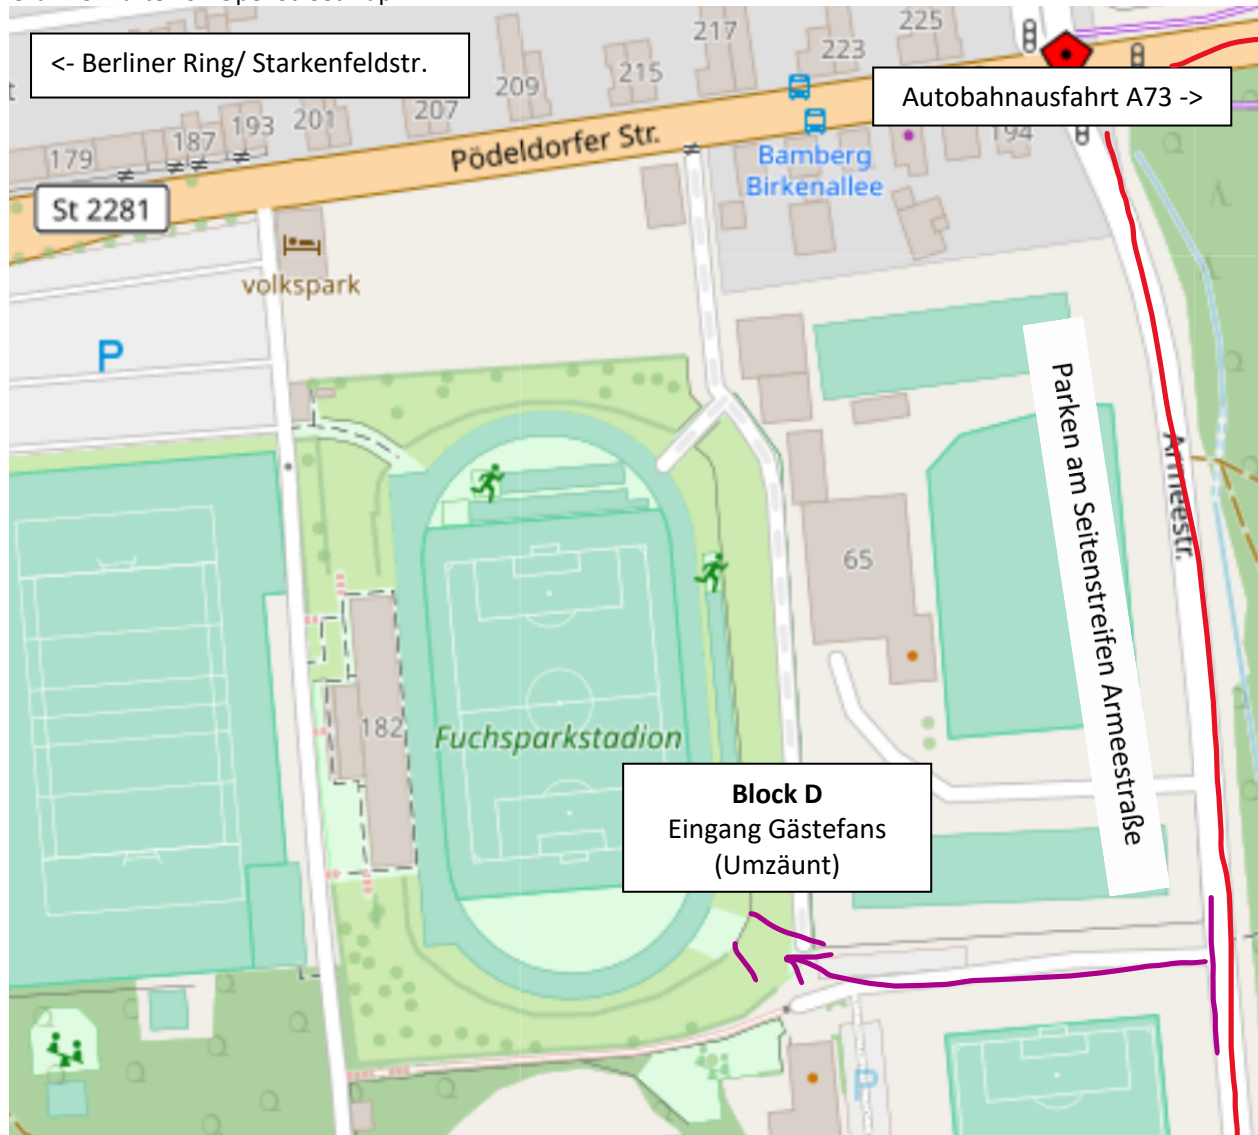 <- Berliner Ring/ Starkenfeldstr.
217
225
223
215
209
Autobahnausfahrt A73 ->
207
201
193
187
179
194
Pödeldorfer Str.
Bamberg
Birkenallee
St 2281
volkspark
P
Parken am Seitenstreifen Armeestraße
Armeestr.
65
182
Fuchsparkstadion
Block D
Eingang Gästefans
(Umzäunt)
P